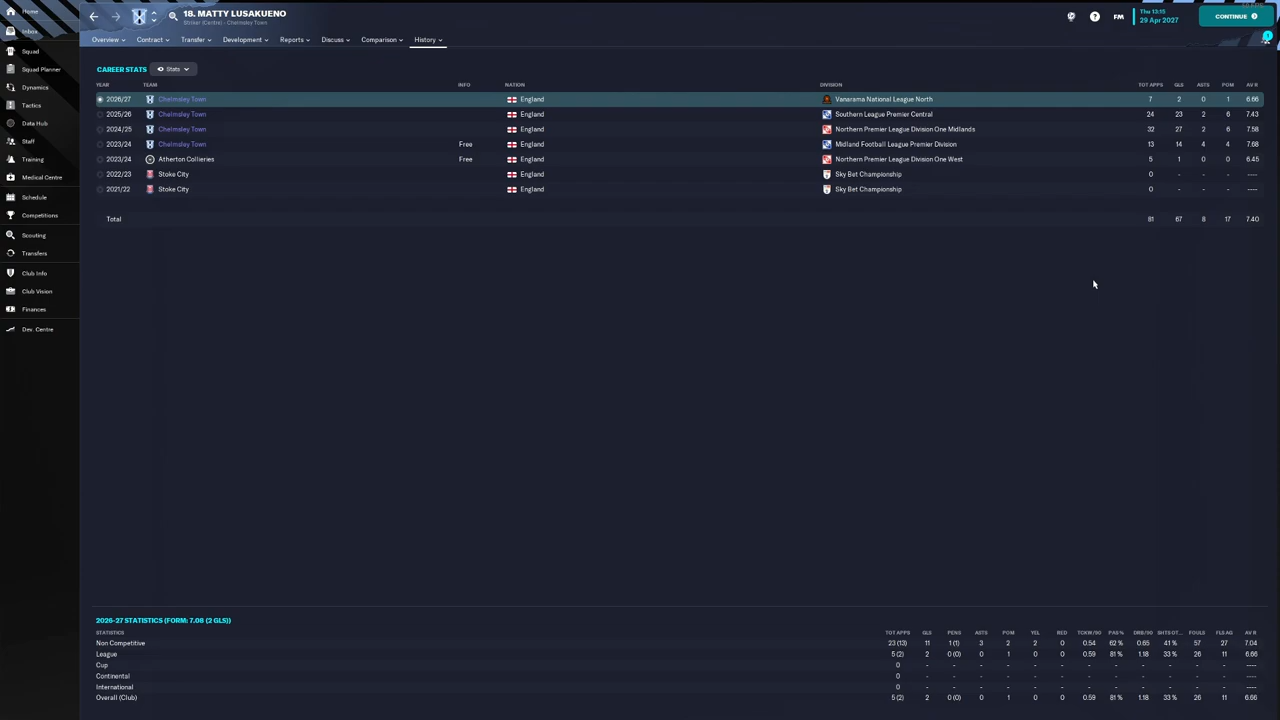 Home
Inbox
Squad
Squad Planner
Dynamics
Tactics
Data Hub
Staff
Training
Medical Centre
Schedule
Competitions
Scouting
Transfers
Club Info
Club Vision
Finances
Dev. Centre
18. MATTY LUSAKUENO
Striker (Centre) - Chelmsley Town
FM
Thu 13:15
29 Apr 2027
CONTINUE
1
Overview Contract Transfer Development Reports Discuss Comparison History
CAREER STATS Stats
YEAR TEAM INFO NATION DIVISION TOT APPS GLS ASTS POM AV R
2026/27 Chelmsley Town England Vanarama National League North 7 2 0 1 6.66
2025/26 Chelmsley Town England Southern League Premier Central 24 23 2 6 7.43
2024/25 Chelmsley Town England Northern Premier League Division One Midlands 32 27 2 6 7.58
2023/24 Chelmsley Town Free England Midland Football League Premier Division 13 14 4 4 7.68
2023/24 Atherton Collieries Free England Northern Premier League Division One West 5 1 0 0 6.45
2022/23 Stoke City England Sky Bet Championship 0 - - - ----
2021/22 Stoke City England Sky Bet Championship 0 - - - ----
Total 81 67 8 17 7.40
2026-27 STATISTICS (FORM: 7.08 (2 GLS))
STATISTICS TOT APPS GLS PENS ASTS POM YEL RED TCKW/90 PAS % DRB/90 SHTS OT... FOULS FLS AG AV R
Non Competitive 23 (13) 11 1 (1) 3 2 2 0 0.54 62 % 0.65 41 % 57 27 7.04
League 5 (2) 2 0 (0) 0 1 0 0 0.59 81 % 1.18 33 % 26 11 6.66
Cup 0 - - - - - - - - - - - - ----
Continental 0 - - - - - - - - - - - - ----
International 0 - - - - - - - - - - - - ----
Overall (Club) 5 (2) 2 0 (0) 0 1 0 0 0.59 81 % 1.18 33 % 26 11 6.66